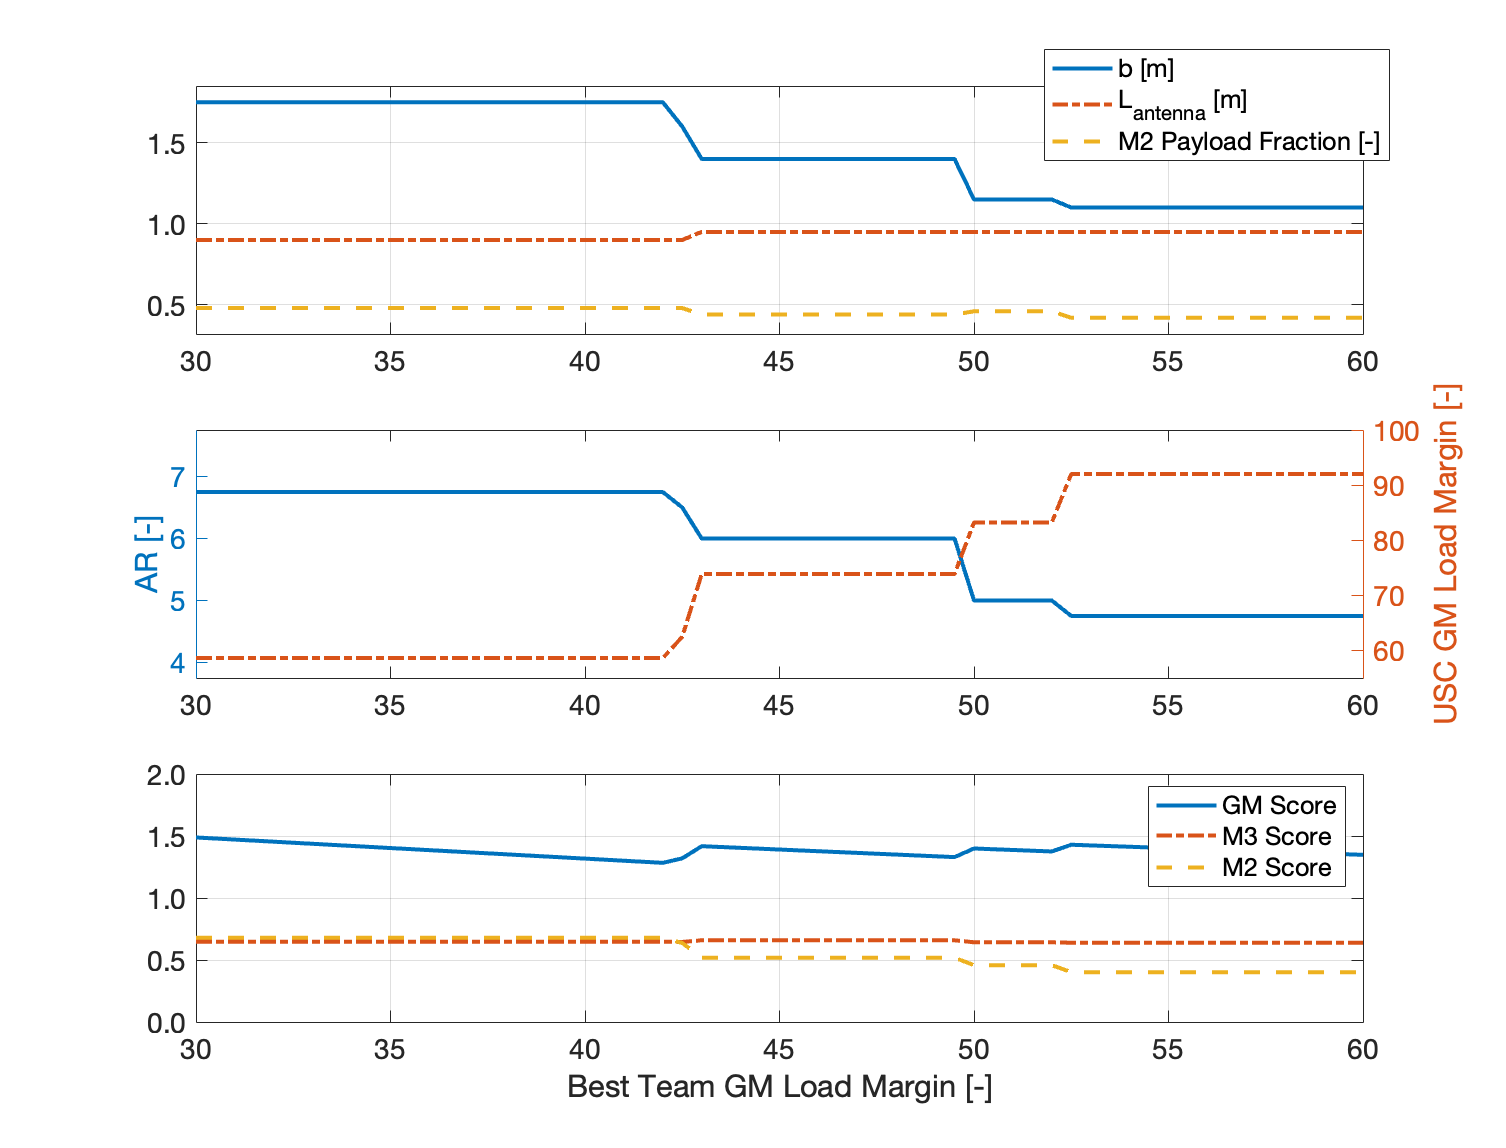 b [m]
L_antenna [m]
M2 Payload Fraction [-]
1.5
1.0
0.5
30 35 40 45 50 55 60
AR [-]
7
6
5
4
100
90
80
70
60
USC GM Load Margin [-]
30 35 40 45 50 55 60
GM Score
M3 Score
M2 Score
2.0
1.5
1.0
0.5
0.0
30 35 40 45 50 55 60
Best Team GM Load Margin [-]